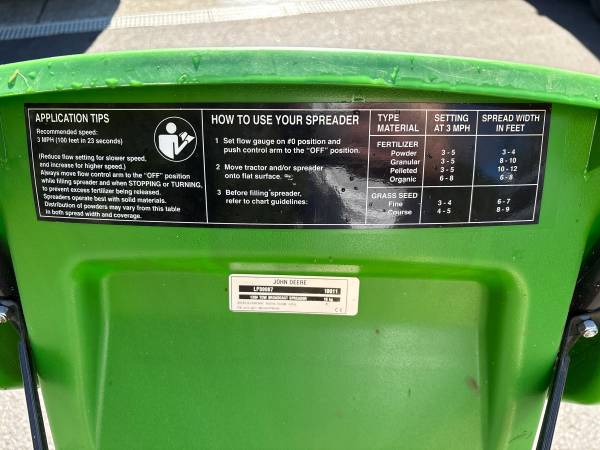 APPLICATION TIPS
Recommended speed:
3 MPH (100 feet in 23 seconds)
(Reduce flow setting for slower speed,
and increase for higher speed.)
Always move flow control arm to the "OFF" position
while filling spreader and when STOPPING or TURNING,
to prevent excess fertilizer being released.
Spreaders operate best with solid materials.
Distribution of powders may vary from this table
in both spread width and coverage.
HOW TO USE YOUR SPREADER
1 Set flow gauge on #0 position and
push control arm to the "OFF" position.
2 Move tractor and/or spreader
onto flat surface.
3 Before filling spreader,
refer to chart guidelines:
TYPE MATERIAL SETTING AT 3 MPH SPREAD WIDTH IN FEET
FERTILIZER
Powder 3 - 5 3 - 4
Granular 3 - 5 8 - 10
Pelleted 3 - 5 10 - 12
Organic 6 - 8 6 - 8
GRASS SEED
Fine 3 - 4 6 - 7
Course 4 - 5 8 - 9
JOHN DEERE
TOW BROADCAST SPREADER